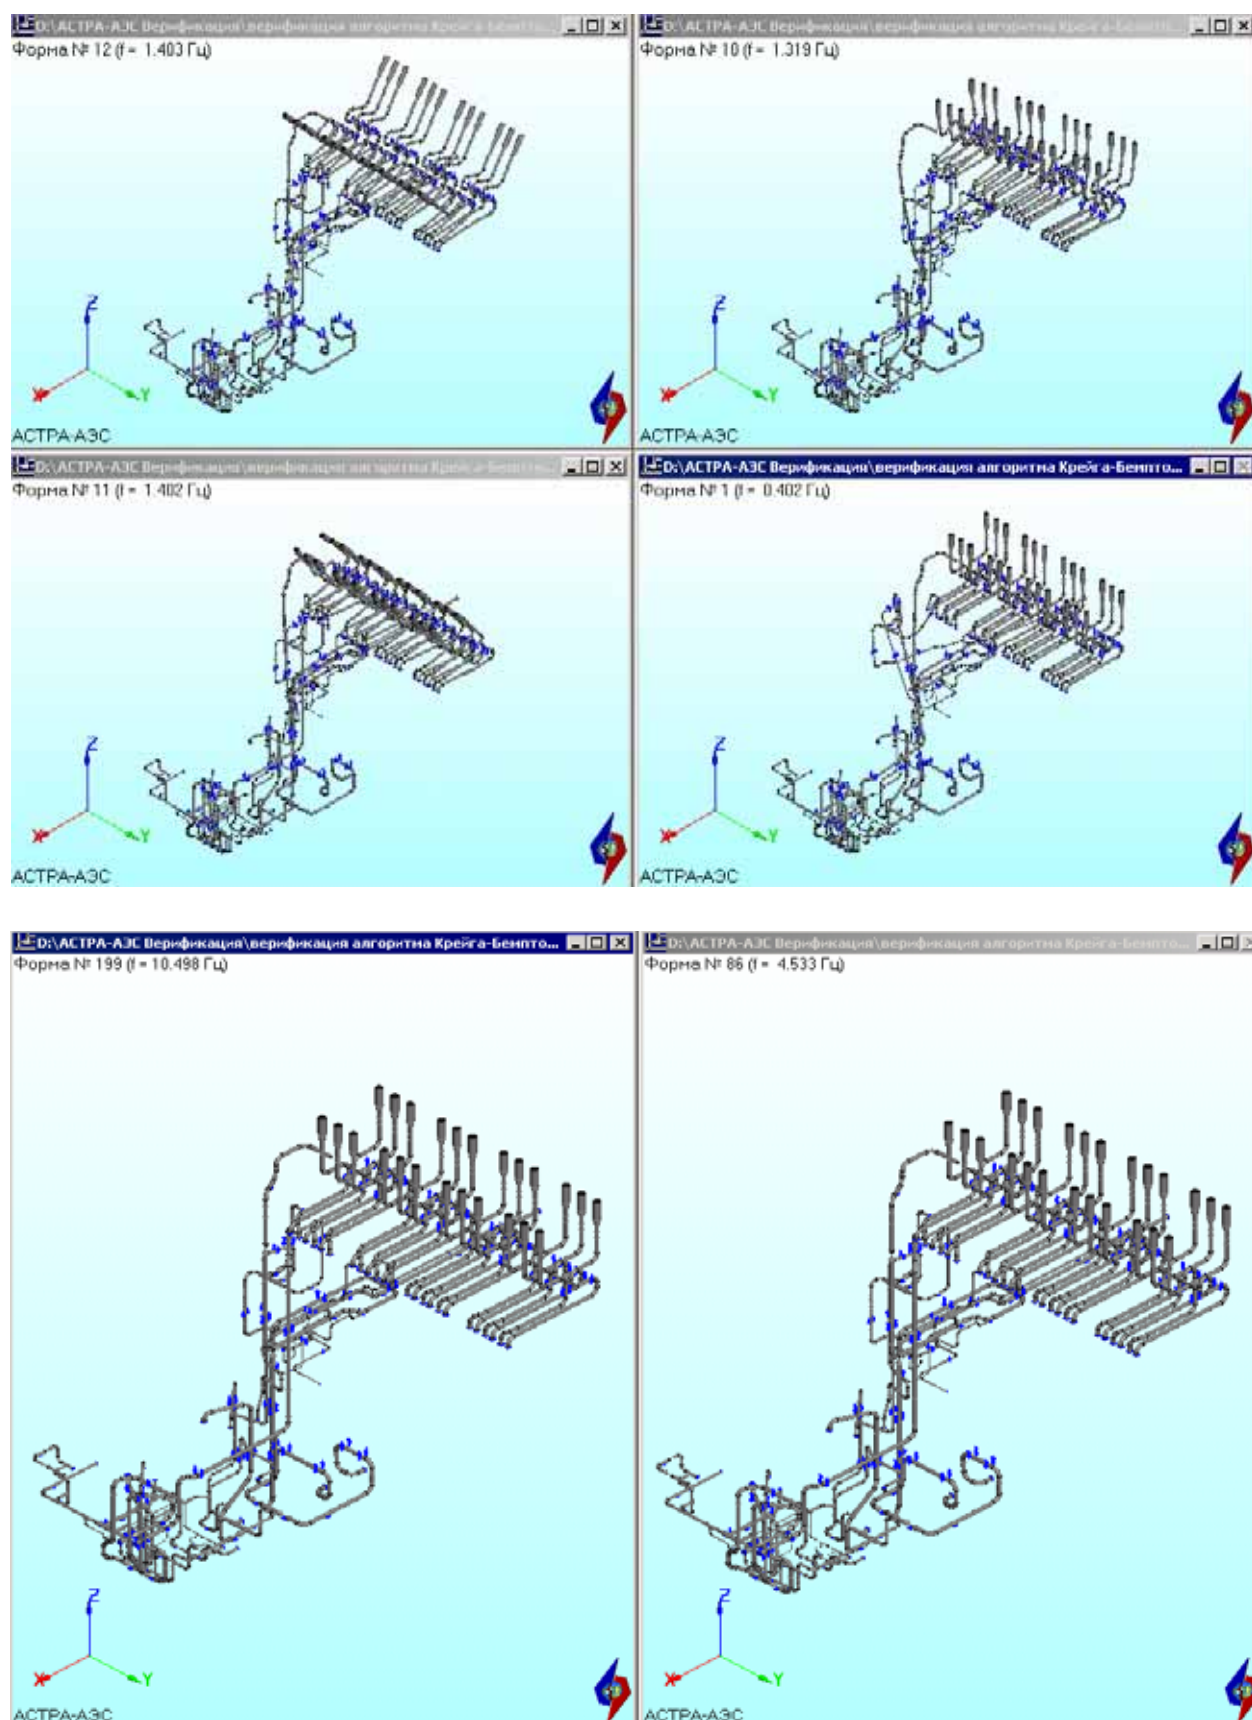 D:\АСТРА-АЭС Верификация\верификация алгоритма Крейга-Бемпто...
Форма № 12 (f = 1.403 Гц)
Z
X
Y
АСТРА-АЭС
D:\АСТРА-АЭС Верификация\верификация алгоритма Крейга-Бемпто...
Форма № 10 (f = 1.319 Гц)
Z
X
Y
АСТРА-АЭС
D:\АСТРА-АЭС Верификация\верификация алгоритма Крейга-Бемпто...
Форма № 11 (f = 1.402 Гц)
Z
X
Y
АСТРА-АЭС
D:\АСТРА-АЭС Верификация\верификация алгоритма Крейга-Бемпто...
Форма № 1 (f = 0.402 Гц)
Z
X
Y
АСТРА-АЭС
D:\АСТРА-АЭС Верификация\верификация алгоритма Крейга-Бемпто...
Форма № 199 (f = 10.498 Гц)
Z
X
Y
АСТРА-АЭС
D:\АСТРА-АЭС Верификация\верификация алгоритма Крейга-Бемпто...
Форма № 86 (f = 4.533 Гц)
Z
X
Y
АСТРА-АЭС